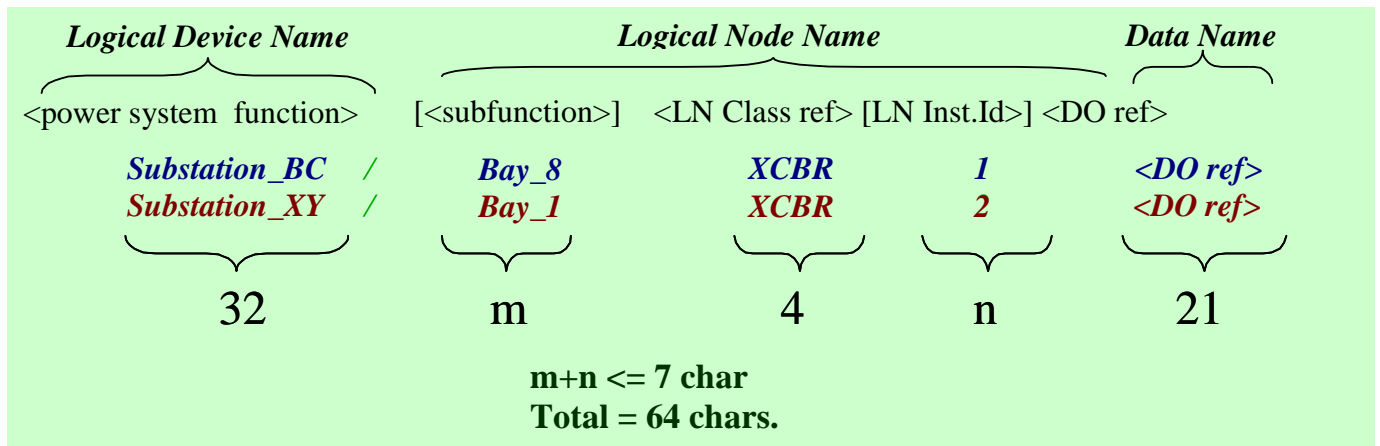 Logical Device Name Logical Node Name Data Name
<power system function> [<subfunction>] <LN Class ref> [LN Inst.Id>] <DO ref>
Substation_BC / Bay_8 XCBR 1 <DO ref>
Substation_XY / Bay_1 XCBR 2 <DO ref>
32 m 4 n 21
m+n <= 7 char
Total = 64 chars.